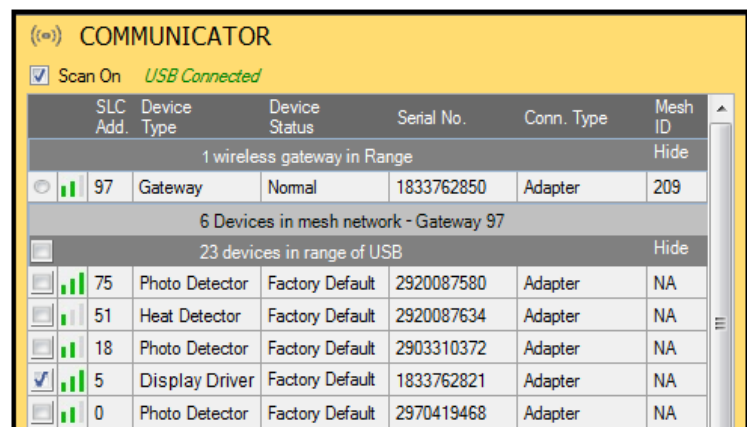 COMMUNICATOR
Scan On USB Connected
SLC Add. Device Type Device Status Serial No. Conn. Type Mesh ID
1 wireless gateway in Range Hide
97 Gateway Normal 1833762850 Adapter 209
6 Devices in mesh network - Gateway 97
23 devices in range of USB Hide
75 Photo Detector Factory Default 2920087580 Adapter NA
51 Heat Detector Factory Default 2920087634 Adapter NA
18 Photo Detector Factory Default 2903310372 Adapter NA
5 Display Driver Factory Default 1833762821 Adapter NA
0 Photo Detector Factory Default 2970419468 Adapter NA